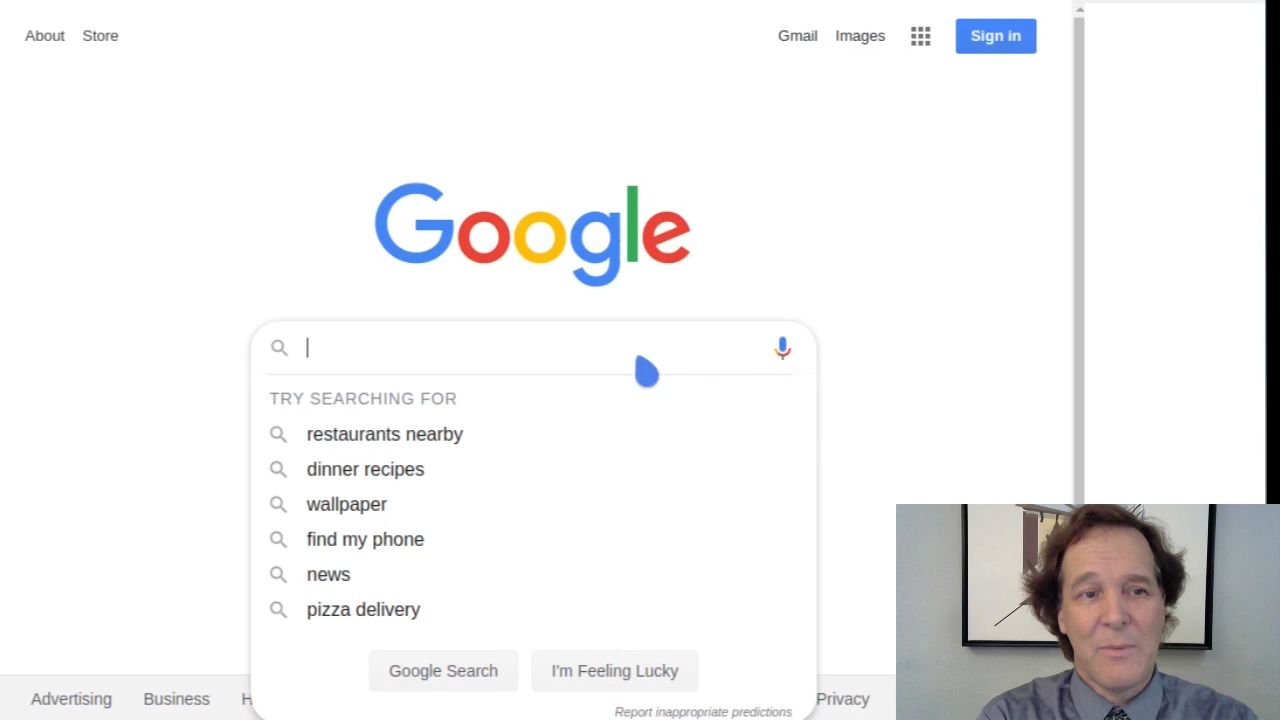 About Store Gmail Images Sign in
Google
TRY SEARCHING FOR
restaurants nearby
dinner recipes
wallpaper
find my phone
news
pizza delivery
Google Search I'm Feeling Lucky
Advertising Business H Privacy
Report inappropriate predictions